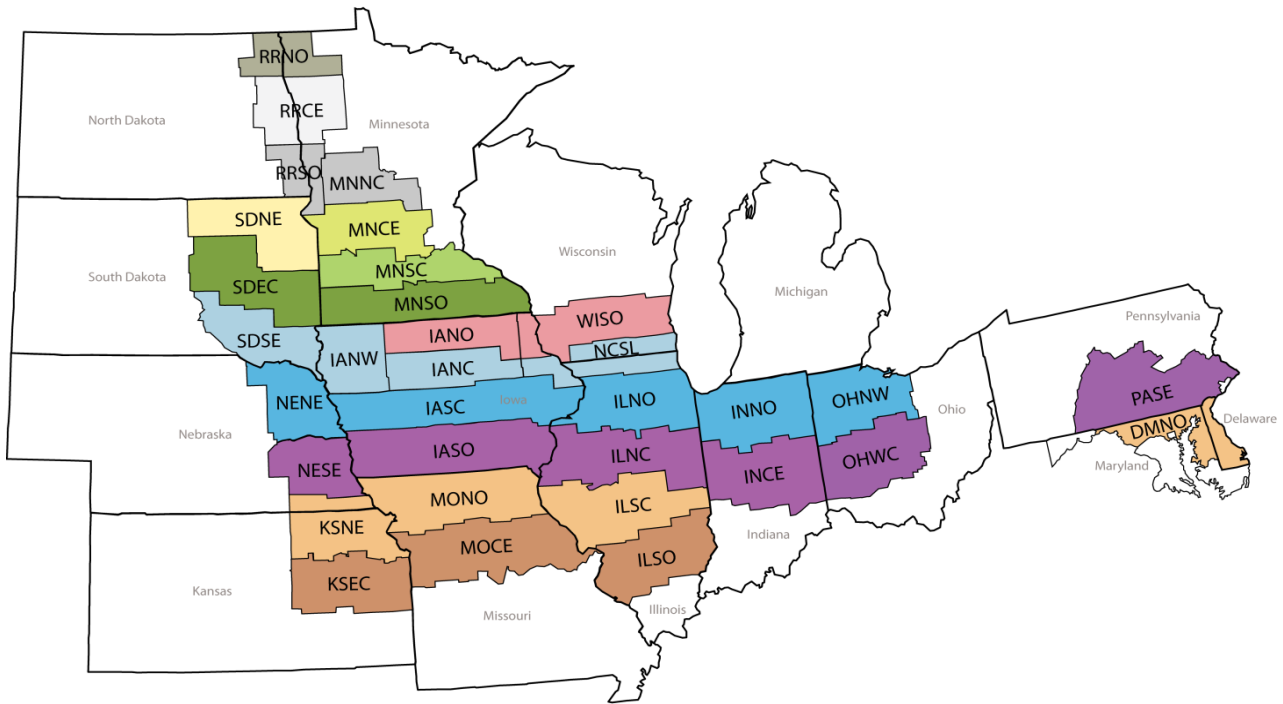 RRNO
North Dakota
RRCE
Minnesota
RRSO
MNNC
SDNE
MNCE
Wisconsin
South Dakota
MNSC
SDEC
MNSO
Michigan
Pennsylvania
WISO
IANO
SDSE
NCSL
IANW
IANC
PASE
OHNW
ILNO
NENE
IASC
Iowa
INNO
Ohio
Delaware
DMNO
Nebraska
IASO
ILNC
OHWC
Maryland
NESE
INCE
MONO
ILSC
KSNE
Indiana
MOCE
ILSO
KSEC
Kansas
Illinois
Missouri